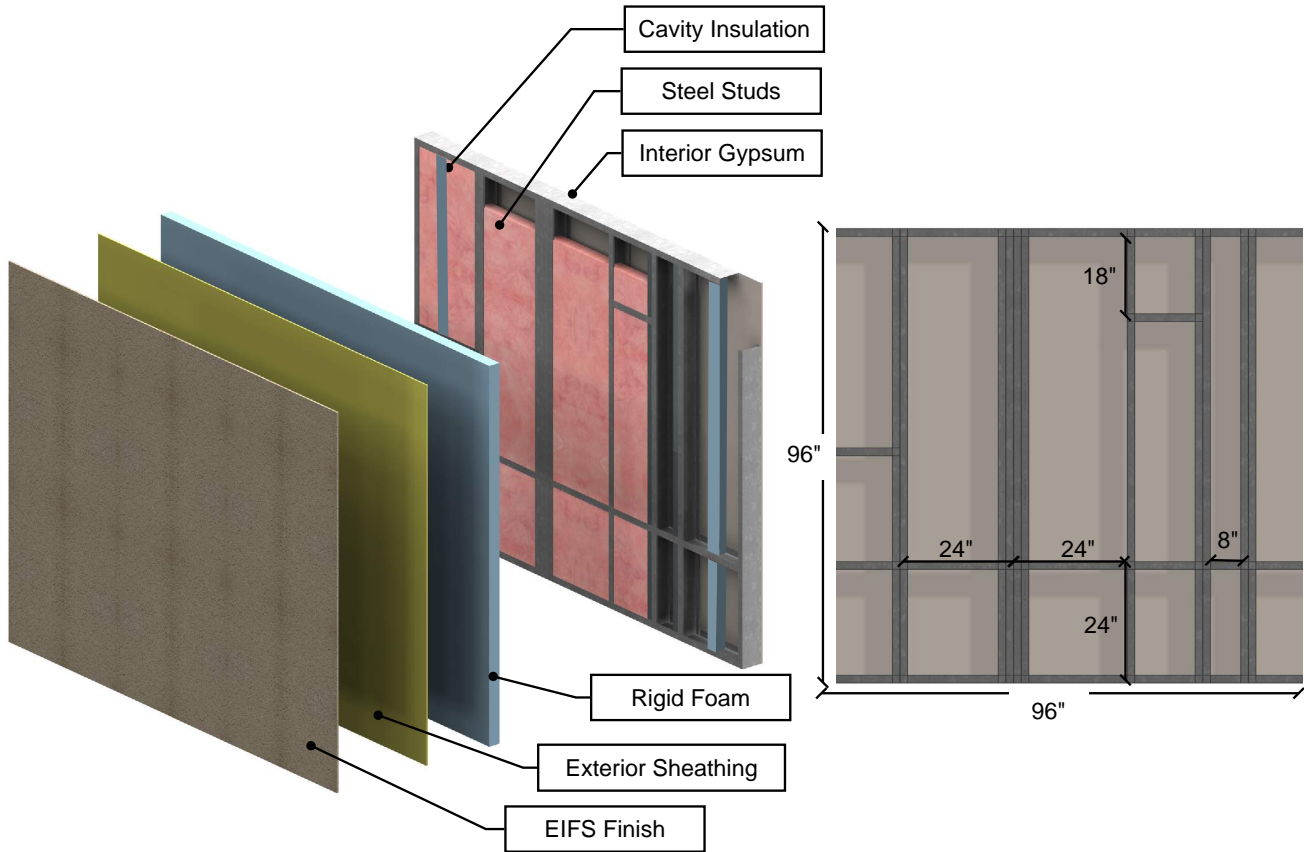 Cavity Insulation
Steel Studs
Interior Gypsum
Rigid Foam
Exterior Sheathing
EIFS Finish
18"
96"
24"
24"
8"
24"
96"